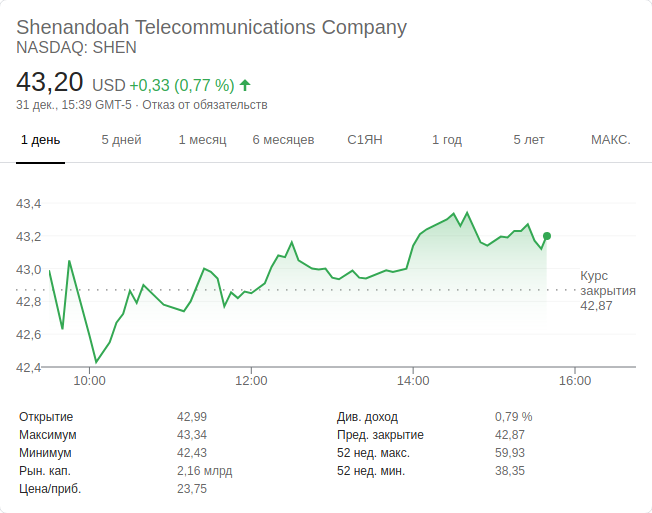 Shenandoah Telecommunications Company
NASDAQ: SHEN
43,20 USD +0,33 (0,77 %)
31 дек., 15:39 GMT-5 · Отказ от обязательств
1 день 5 дней 1 месяц 6 месяцев С1ЯН 1 год 5 лет МАКС.
43,4
43,2
43,0
42,8
42,6
42,4
Курс
закрытия
42,87
10:00 12:00 14:00 16:00
Открытие 42,99 Див. доход 0,79 %
Максимум 43,34 Пред. закрытие 42,87
Минимум 42,43 52 нед. макс. 59,93
Рын. кап. 2,16 млрд 52 нед. мин. 38,35
Цена/приб. 23,75